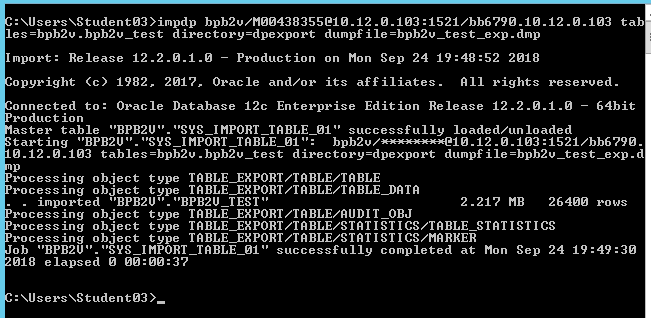 C:\Users\Student03>impdp bpb2v/M00438355@10.12.0.103:1521/bb6790.10.12.0.103 tab
les=bpb2v.bpb2v_test directory=dpexport dumpfile=bpb2v_test_exp.dmp
Import: Release 12.2.0.1.0 - Production on Mon Sep 24 19:48:52 2018
Copyright (c) 1982, 2017, Oracle and/or its affiliates.  All rights reserved.
Connected to: Oracle Database 12c Enterprise Edition Release 12.2.0.1.0 - 64bit
Production
Master table "BPB2V"."SYS_IMPORT_TABLE_01" successfully loaded/unloaded
Starting "BPB2V"."SYS_IMPORT_TABLE_01":  bpb2v/********@10.12.0.103:1521/bb6790.
10.12.0.103 tables=bpb2v.bpb2v_test directory=dpexport dumpfile=bpb2v_test_exp.d
mp
Processing object type TABLE_EXPORT/TABLE/TABLE
Processing object type TABLE_EXPORT/TABLE/TABLE_DATA
. . imported "BPB2V"."BPB2V_TEST"                        2.217 MB   26400 rows
Processing object type TABLE_EXPORT/TABLE/AUDIT_OBJ
Processing object type TABLE_EXPORT/TABLE/STATISTICS/TABLE_STATISTICS
Processing object type TABLE_EXPORT/TABLE/STATISTICS/MARKER
Job "BPB2V"."SYS_IMPORT_TABLE_01" successfully completed at Mon Sep 24 19:49:30
2018 elapsed 0 00:00:37
C:\Users\Student03>_